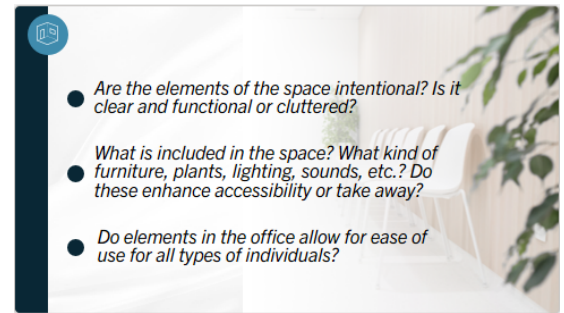 Are the elements of the space intentional? Is it
clear and functional or cluttered?
What is included in the space? What kind of
furniture, plants, lighting, sounds, etc.? Do
these enhance accessibility or take away?
Do elements in the office allow for ease of
use for all types of individuals?